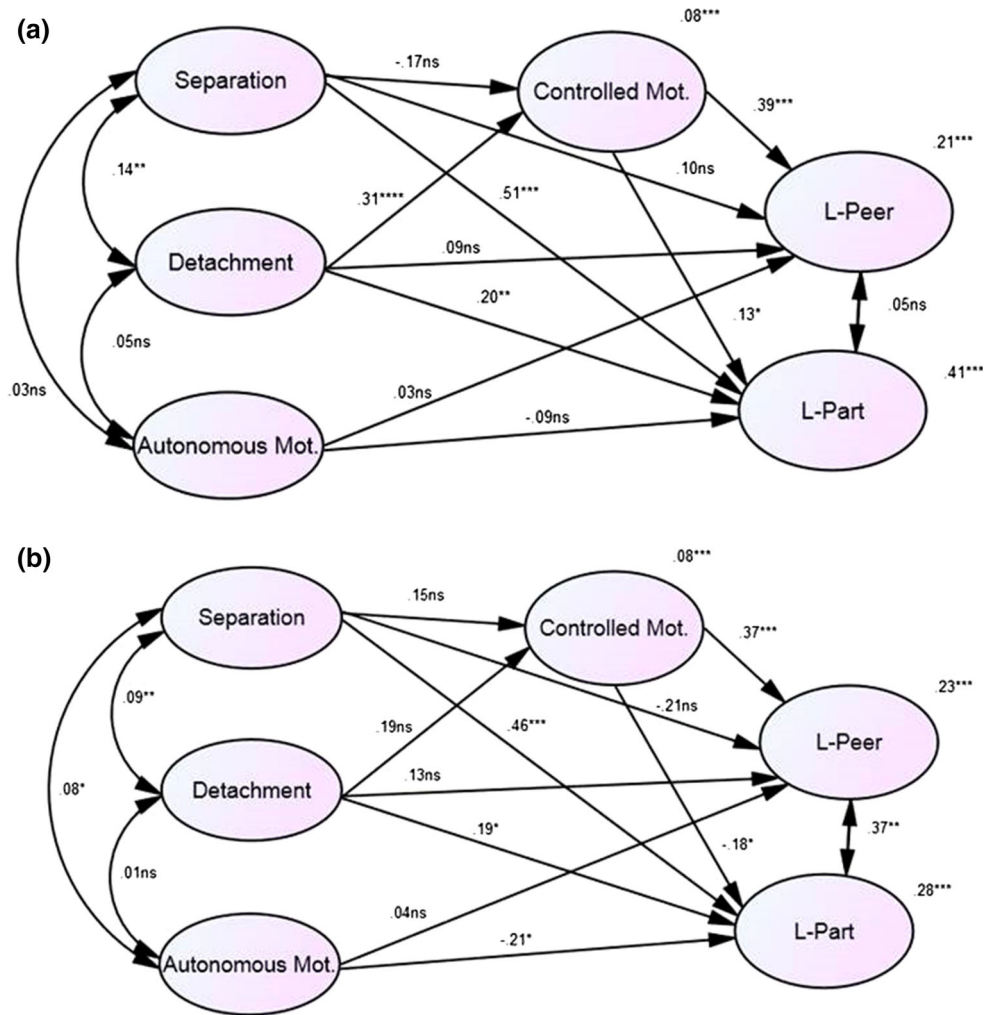 (a)
.08***
Separation
-.17ns
Controlled Mot.
.39***
.21***
.14**
.10ns
.31****
.51***
L-Peer
Detachment
.09ns
.20**
.13*
.05ns
.05ns
.03ns
.03ns
.41***
L-Part
-.09ns
Autonomous Mot.
(b)
.08***
.15ns
Separation
Controlled Mot.
.37***
.23***
.09**
-.21ns
.19ns
.46***
L-Peer
.13ns
Detachment
.08*
.19*
-.18*
.37**
.01ns
.28***
.04ns
L-Part
-.21*
Autonomous Mot.